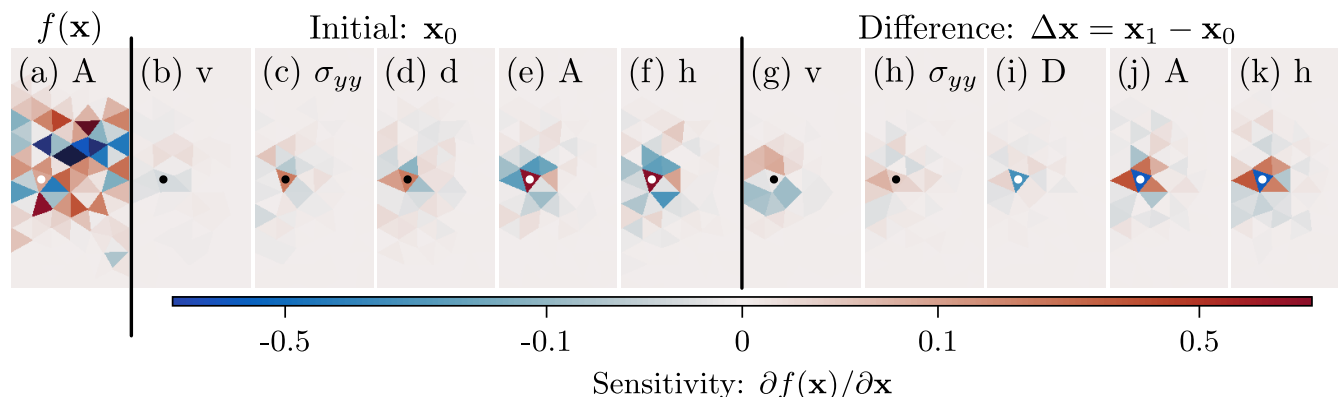 f(x) Initial: x₀ Difference: Δx = x₁ − x₀
(a) A (b) v (c) σyy (d) d (e) A (f) h (g) v (h) σyy (i) D (j) A (k) h
-0.5 -0.1 0 0.1 0.5
Sensitivity: ∂f(x)/∂x